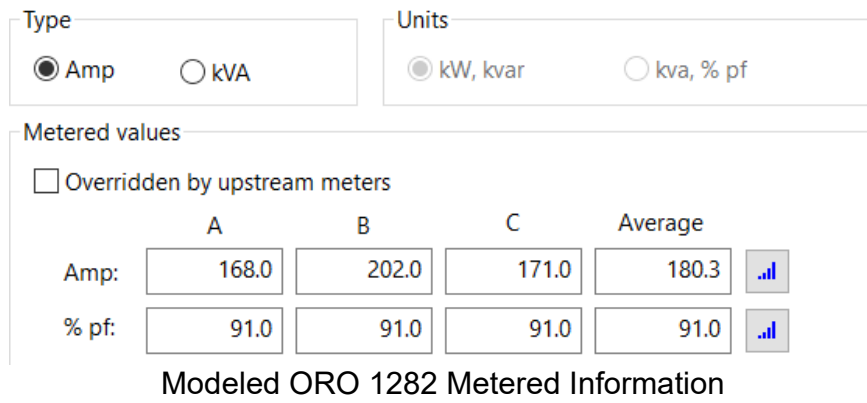 Type Units
Amp kVA kW, kvar kva, % pf
Metered values
Overridden by upstream meters
A B C Average
Amp: 168.0 202.0 171.0 180.3
% pf: 91.0 91.0 91.0 91.0
Modeled ORO 1282 Metered Information